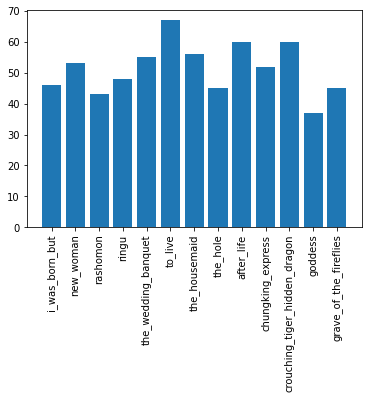 70
60
50
40
30
20
10
0
i_was_born_but
new_woman
rashomon
ringu
the_wedding_banquet
to_live
the_housemaid
the_hole
after_life
chungking_express
crouching_tiger_hidden_dragon
goddess
grave_of_the_fireflies